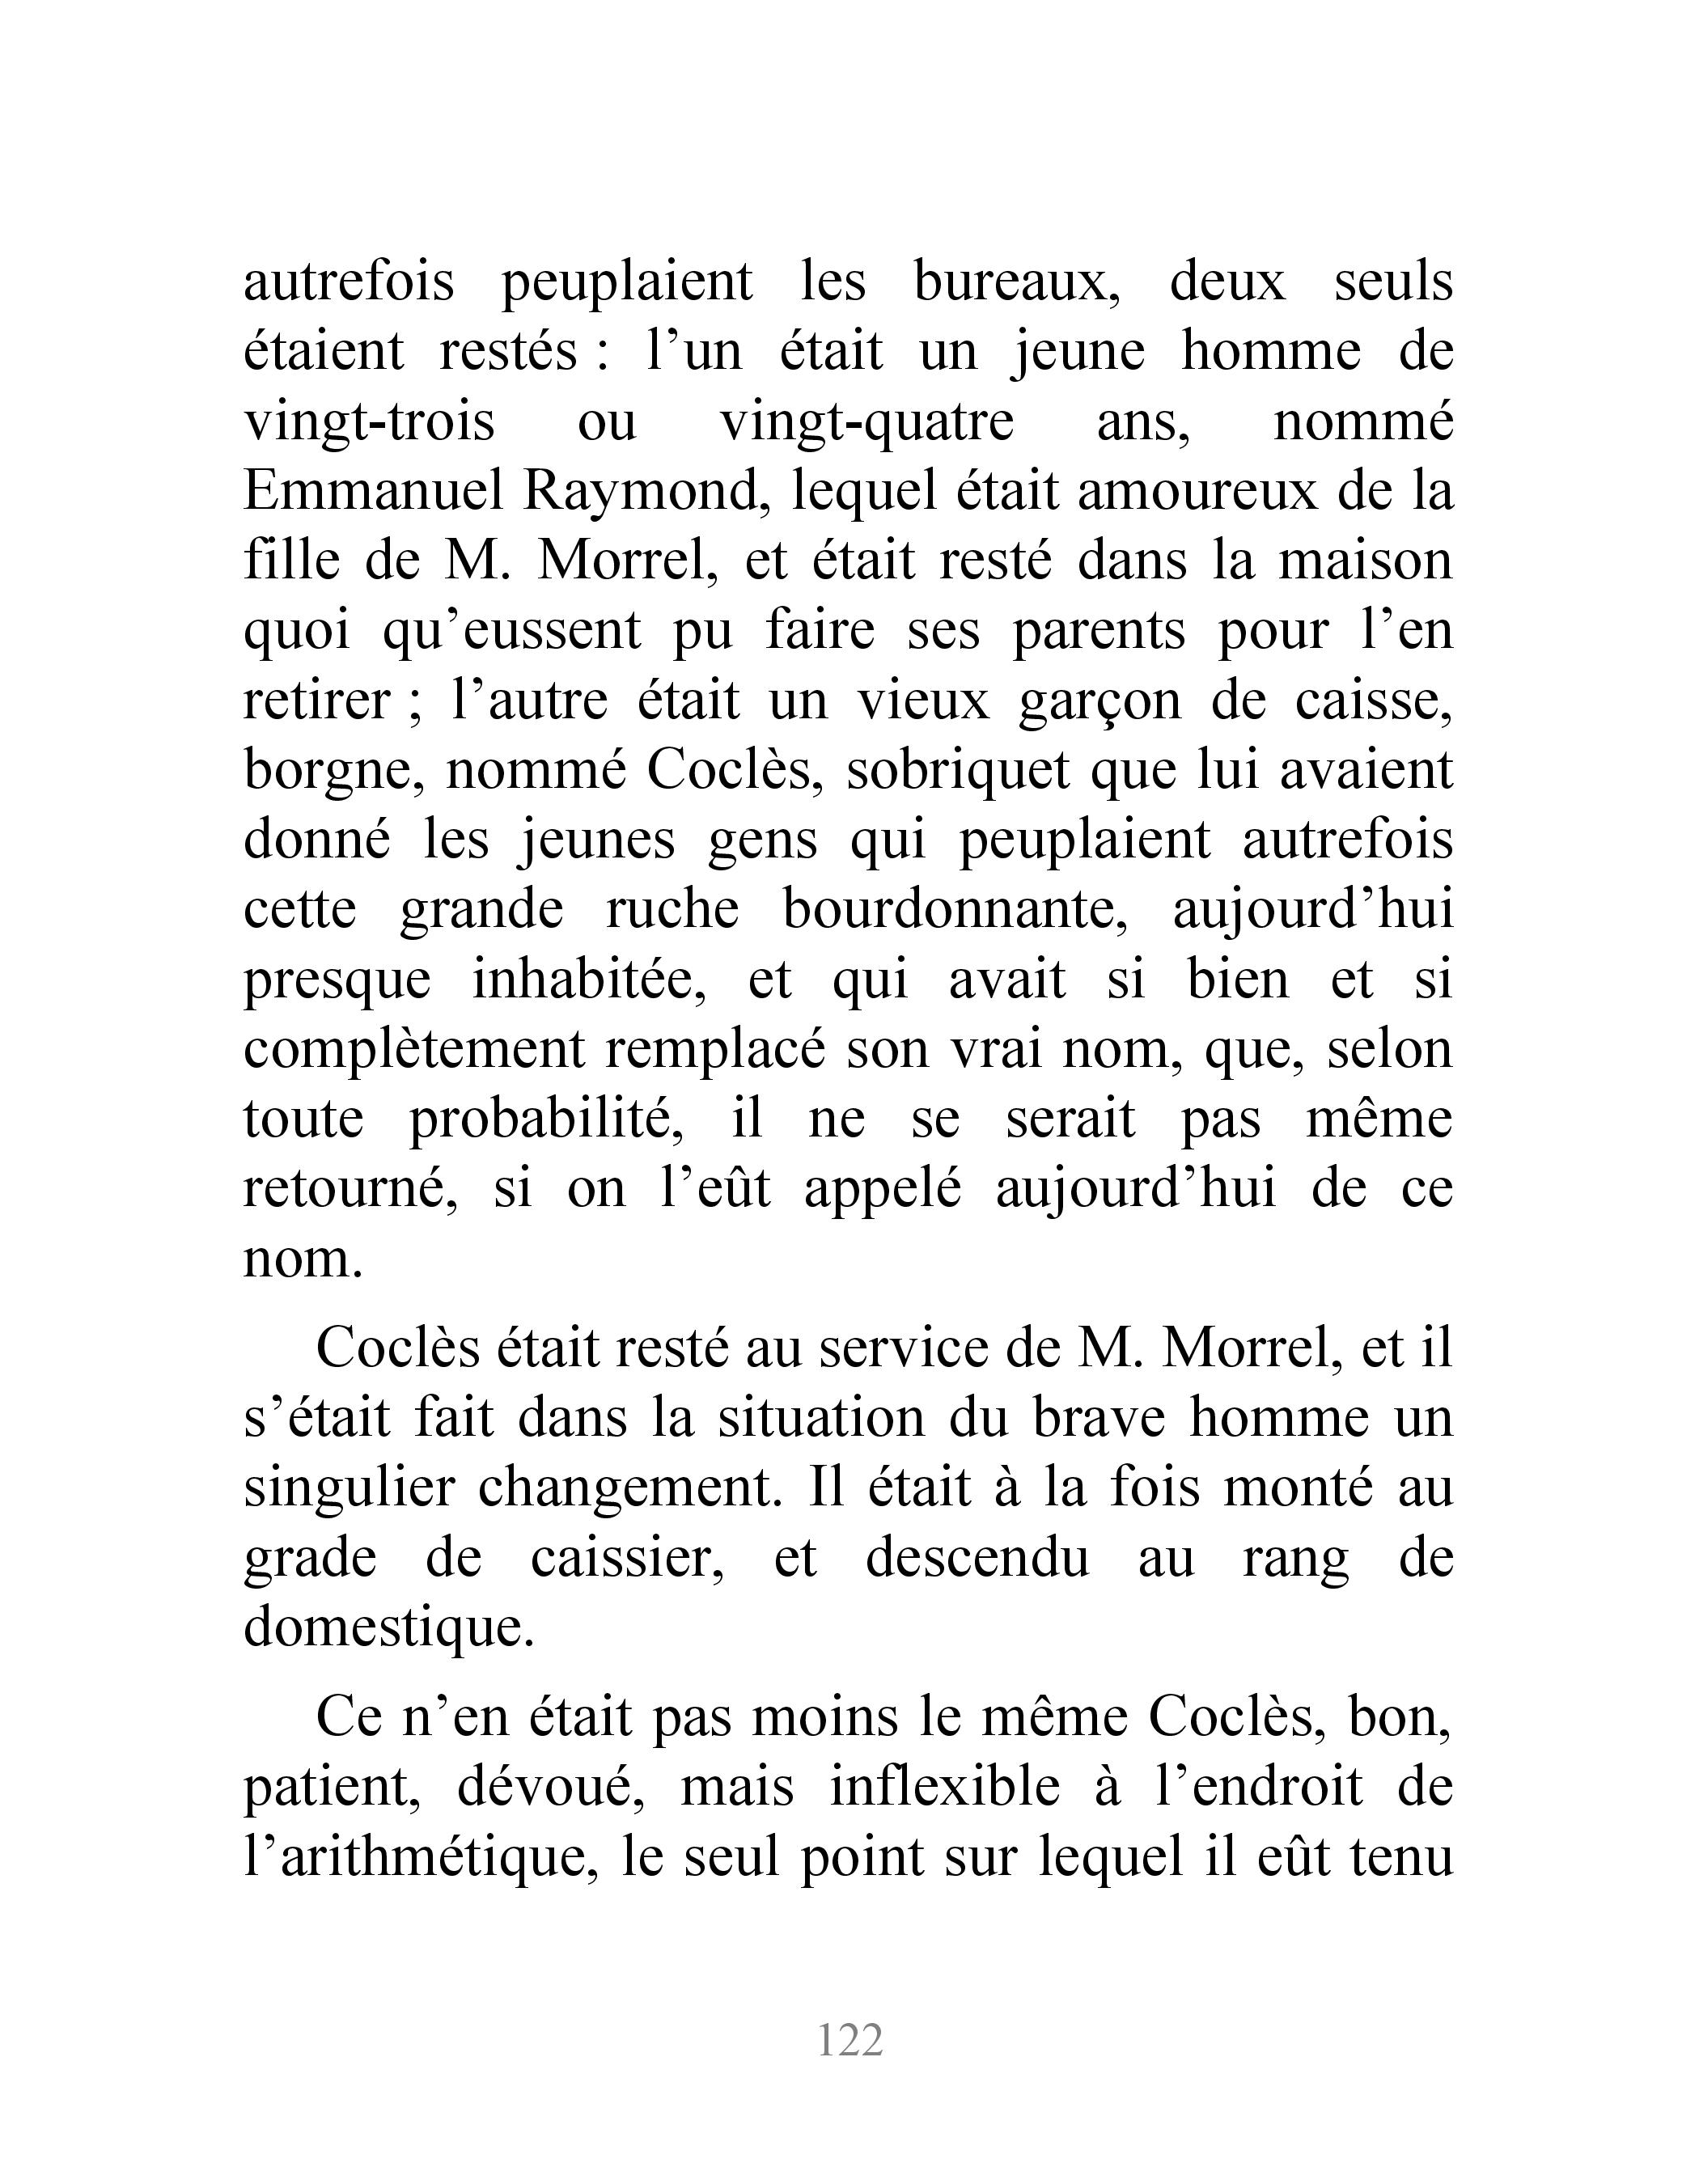 autrefois peuplaient les bureaux, deux seuls
étaient restés : l’un était un jeune homme de
vingt-trois ou vingt-quatre ans, nommé
Emmanuel Raymond, lequel était amoureux de la
fille de M. Morrel, et était resté dans la maison
quoi qu’eussent pu faire ses parents pour l’en
retirer ; l’autre était un vieux garçon de caisse,
borgne, nommé Coclès, sobriquet que lui avaient
donné les jeunes gens qui peuplaient autrefois
cette grande ruche bourdonnante, aujourd’hui
presque inhabitée, et qui avait si bien et si
complètement remplacé son vrai nom, que, selon
toute probabilité, il ne se serait pas même
retourné, si on l’eût appelé aujourd’hui de ce
nom.
Coclès était resté au service de M. Morrel, et il
s’était fait dans la situation du brave homme un
singulier changement. Il était à la fois monté au
grade de caissier, et descendu au rang de
domestique.
Ce n’en était pas moins le même Coclès, bon,
patient, dévoué, mais inflexible à l’endroit de
l’arithmétique, le seul point sur lequel il eût tenu
122